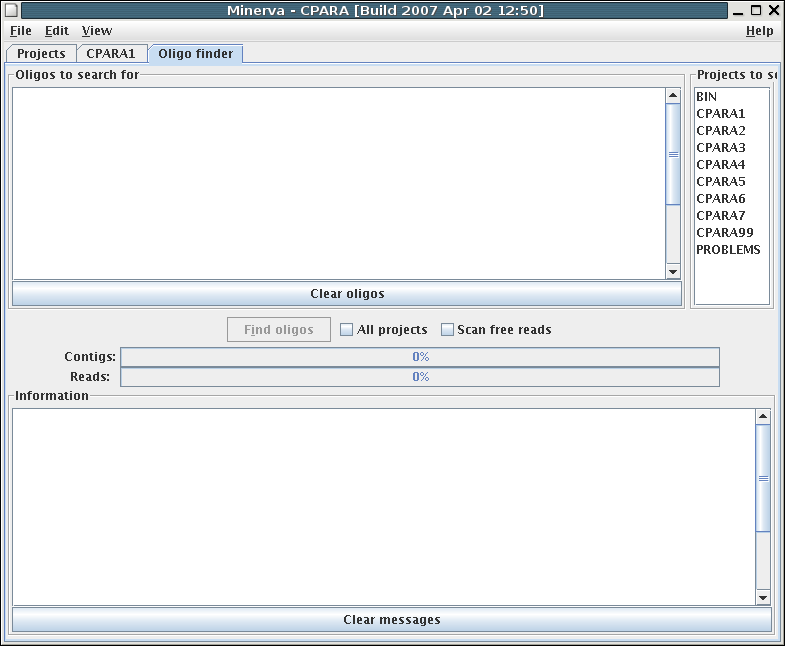 Minerva - CPARA [Build 2007 Apr 02 12:50]
File Edit View Help
Projects CPARA1 Oligo finder
Oligos to search for
Projects to
BIN
CPARA1
CPARA2
CPARA3
CPARA4
CPARA5
CPARA6
CPARA7
CPARA99
PROBLEMS
Clear oligos
Find oligos All projects Scan free reads
Contigs: 0%
Reads: 0%
Information
Clear messages